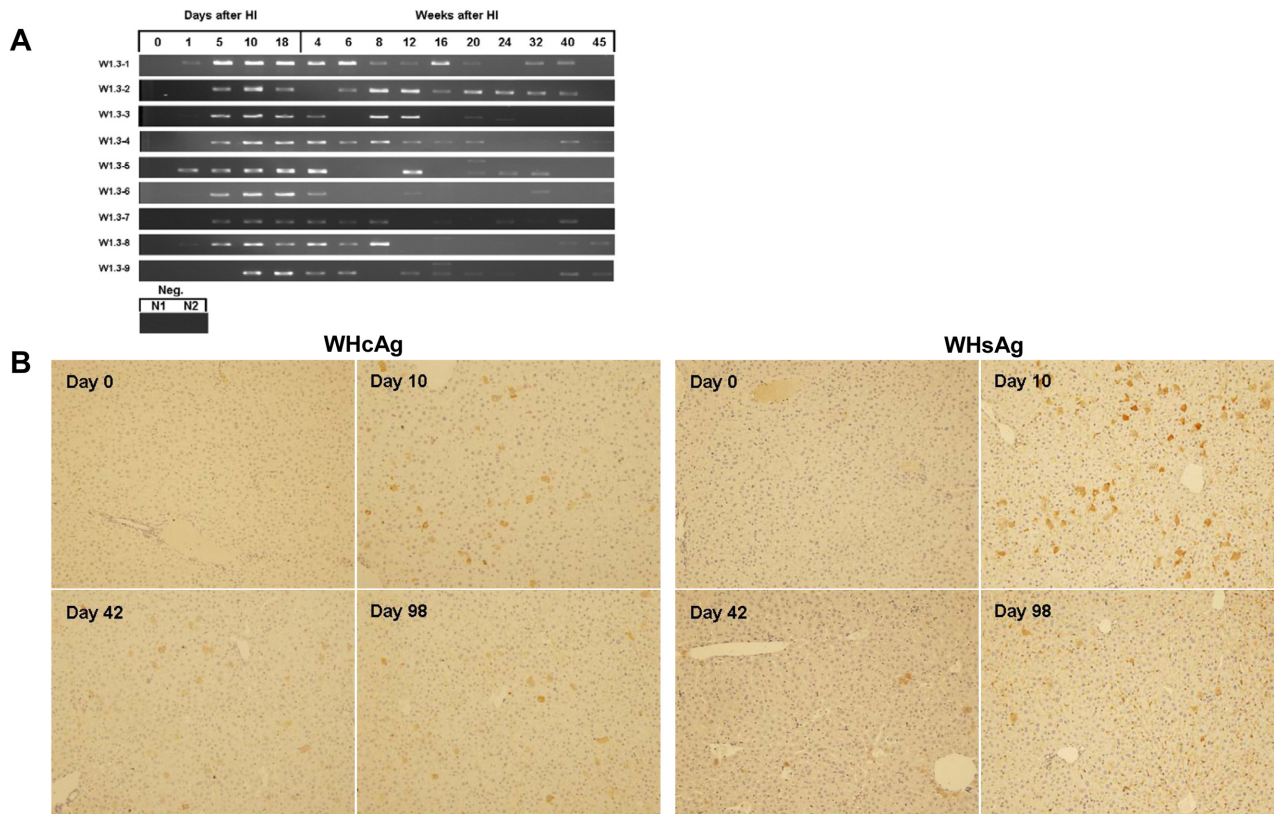 A
Days after HI Weeks after HI
0 1 5 10 18 4 6 8 12 16 20 24 32 40 45
W1.3-1
W1.3-2
W1.3-3
W1.3-4
W1.3-5
W1.3-6
W1.3-7
W1.3-8
W1.3-9
Neg.
N1 N2
B
WHcAg WHsAg
Day 0 Day 10 Day 0 Day 10
Day 42 Day 98 Day 42 Day 98